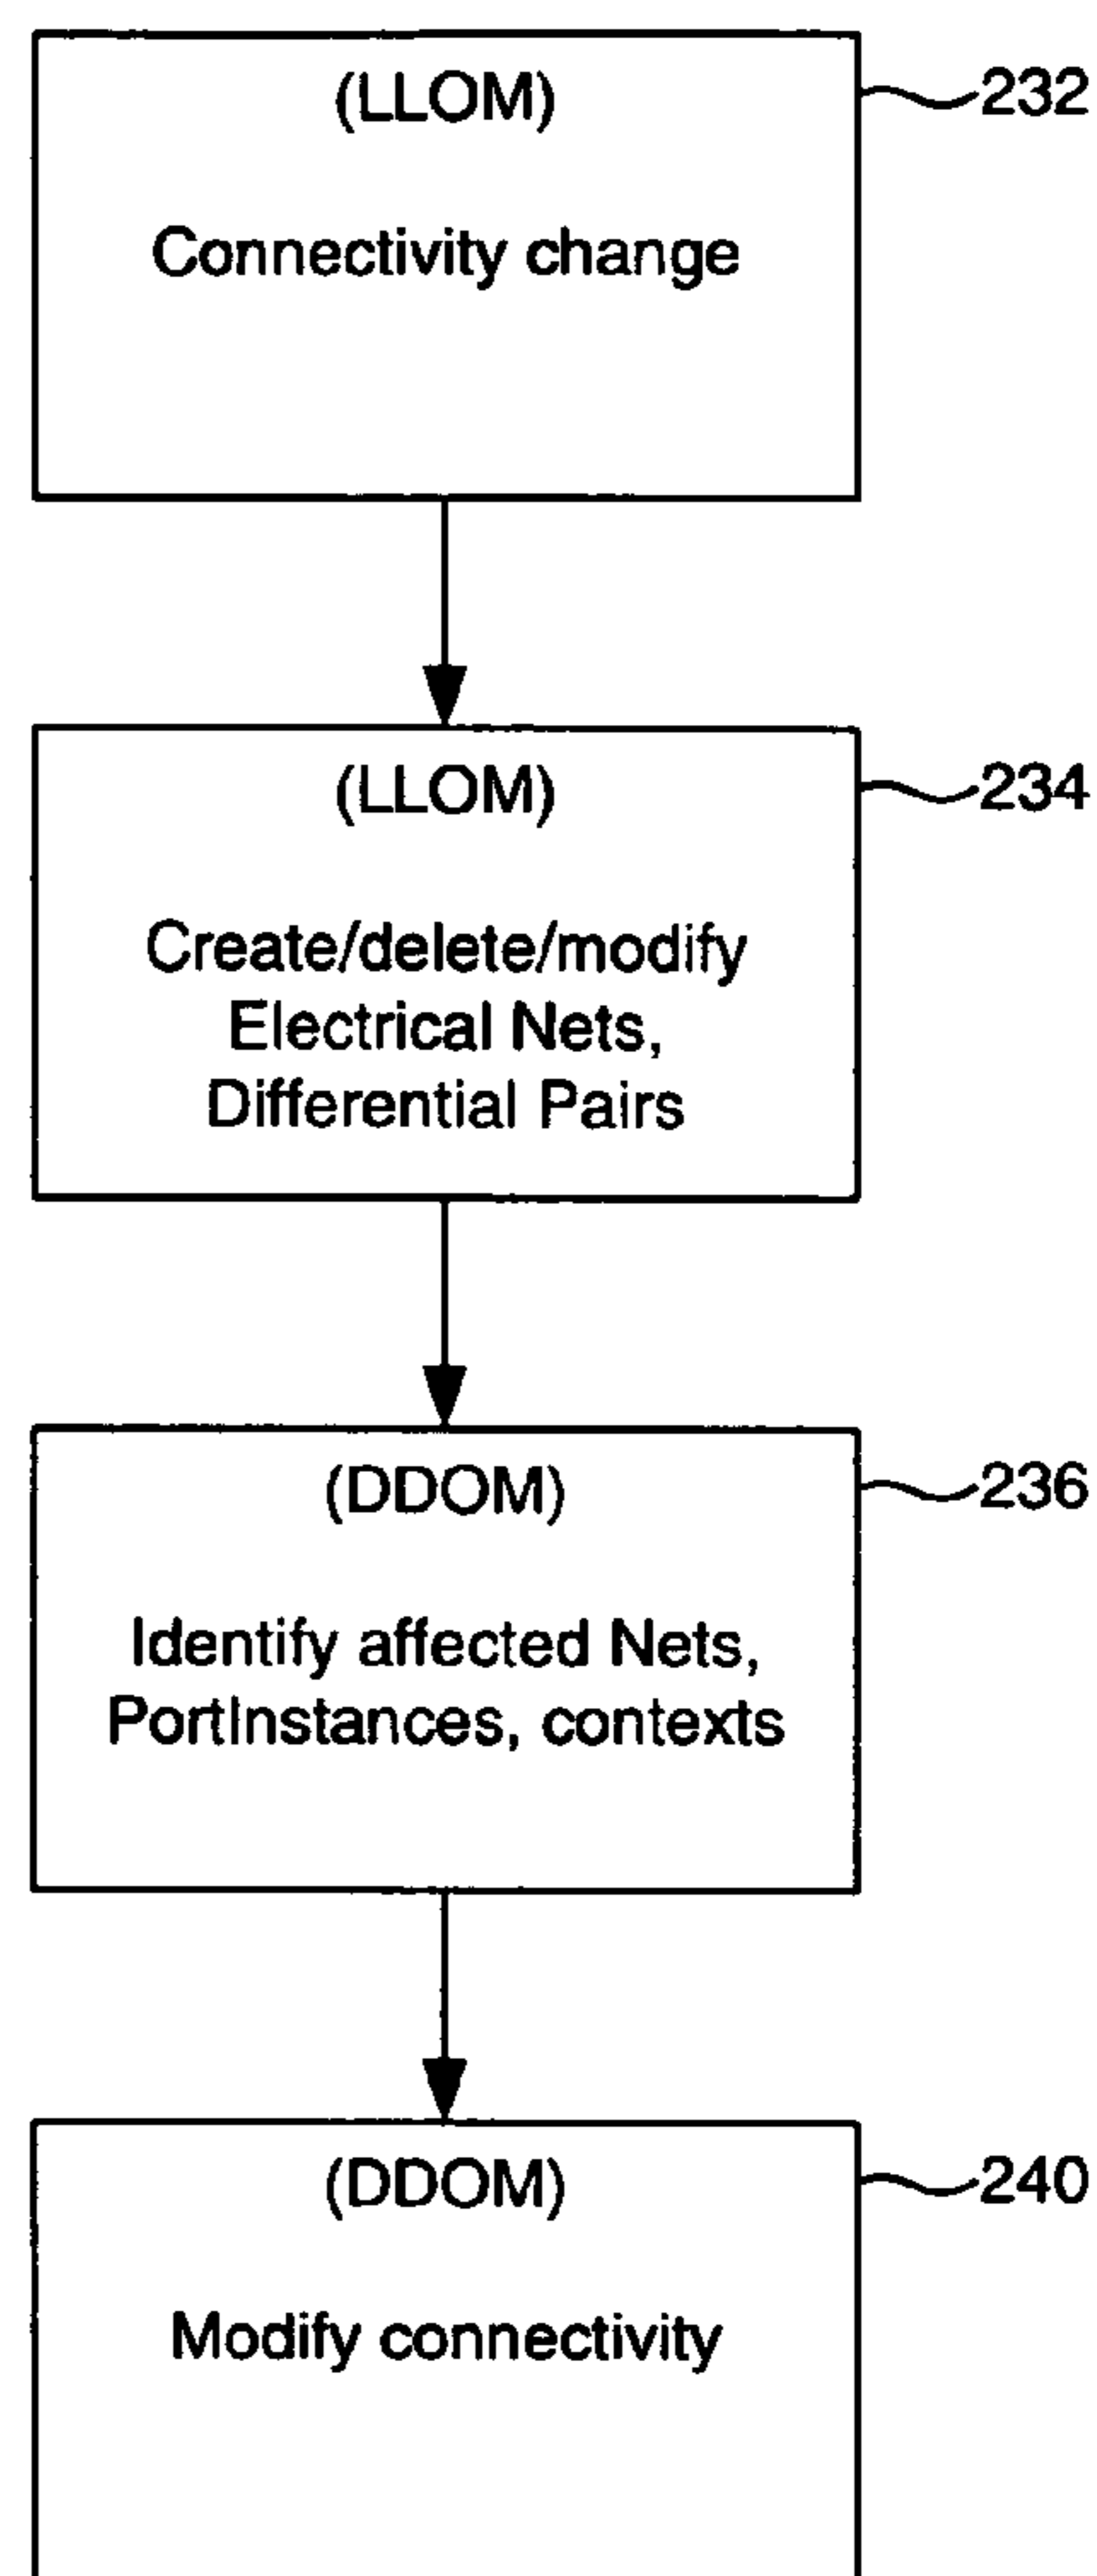 (LLOM)
232
Connectivity change
(LLOM)
234
Create/delete/modify
Electrical Nets,
Differential Pairs
(DDOM)
236
Identify affected Nets,
PortInstances, contexts
(DDOM)
240
Modify connectivity